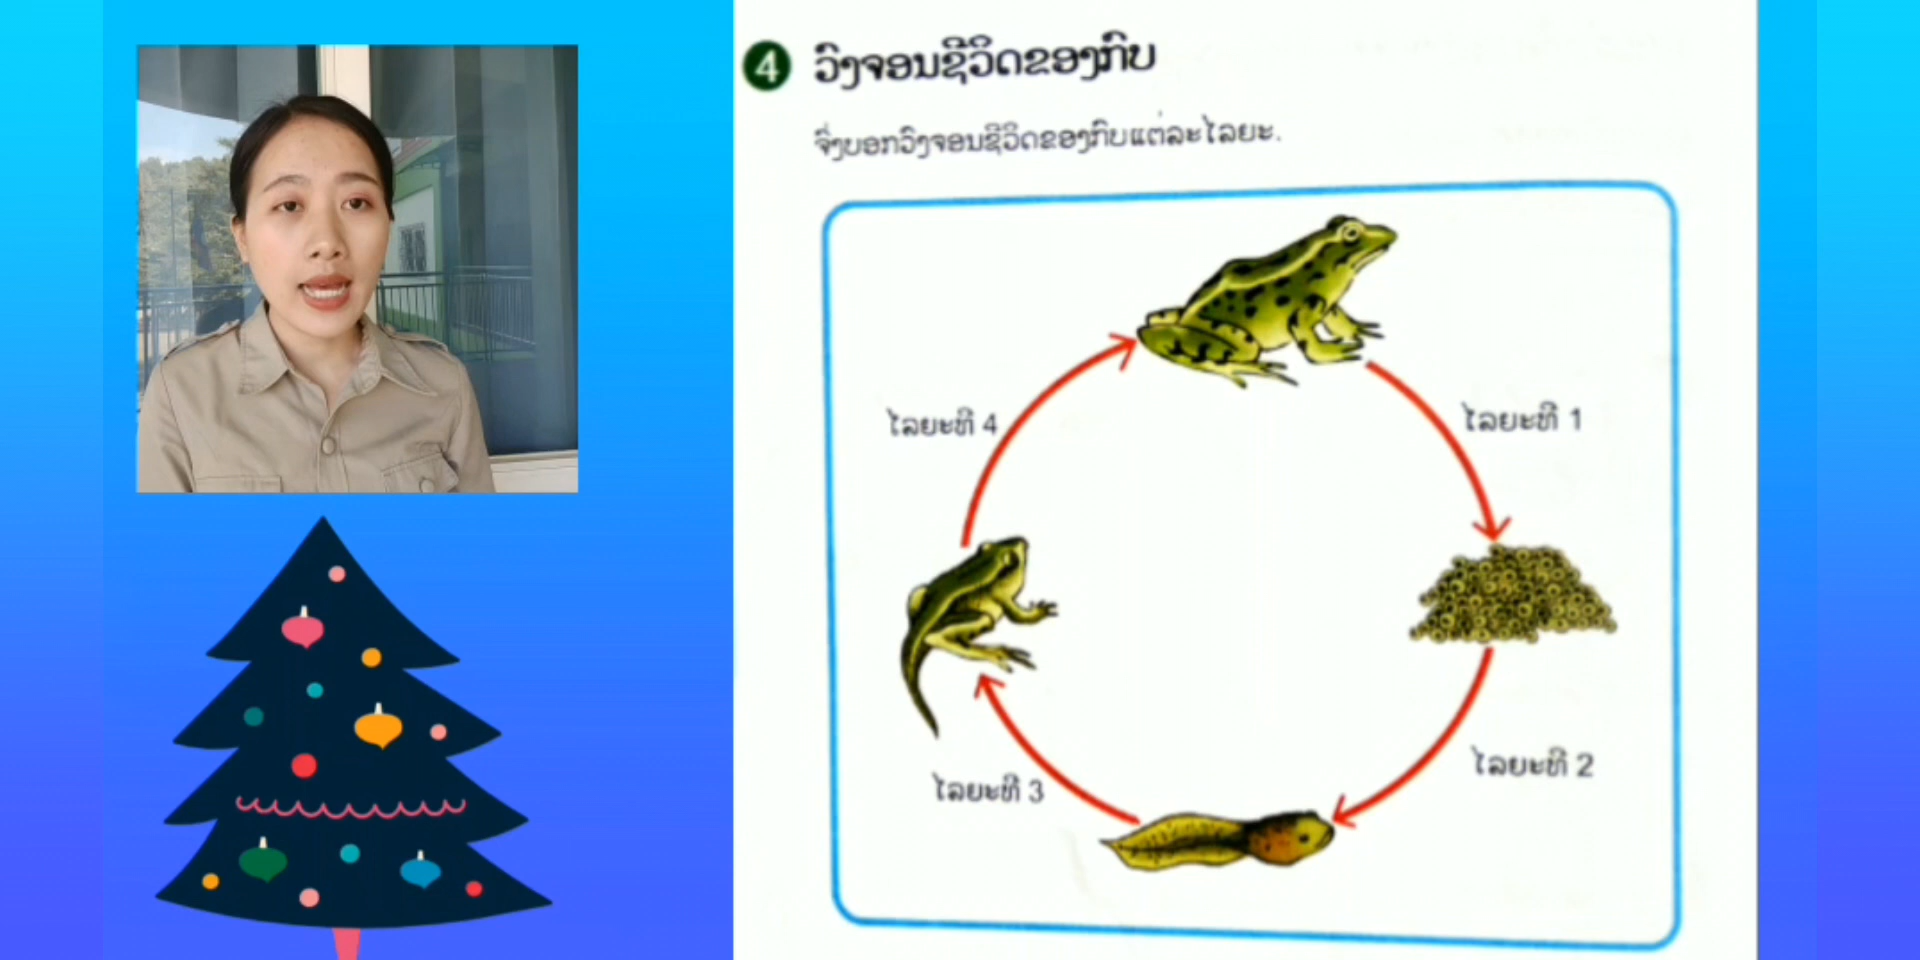 4 ວົງຈອນຊີວິດຂອງກົບ
ຈົ່ງບອກວົງຈອນຊີວິດຂອງກົບແຕ່ລະໄລຍະ.
ໄລຍະທີ 4
ໄລຍະທີ 1
ໄລຍະທີ 3
ໄລຍະທີ 2